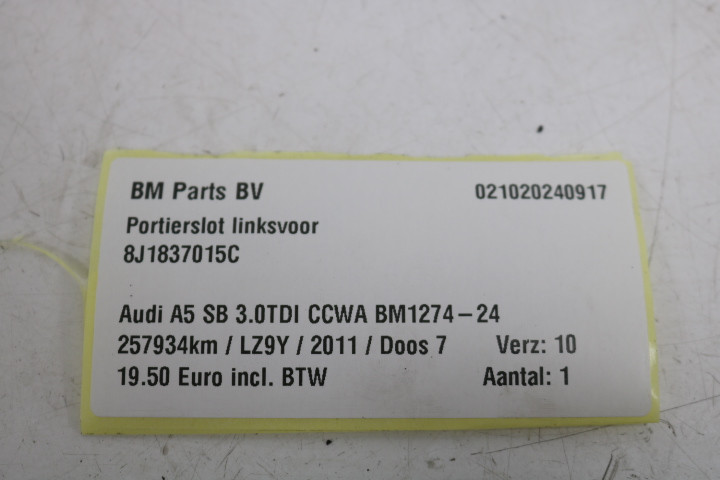 BM Parts BV 021020240917
Portierslot linksvoor
8J1837015C
Audi A5 SB 3.0TDI CCWA BM1274-24
257934km / LZ9Y / 2011 / Doos 7 Verz: 10
19.50 Euro incl. BTW Aantal: 1